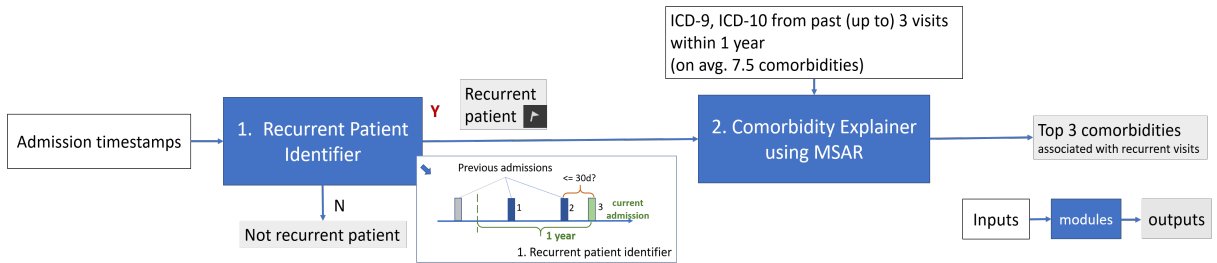 ICD-9, ICD-10 from past (up to) 3 visits
within 1 year
(on avg. 7.5 comorbidities)
Admission timestamps
1. Recurrent Patient
Identifier
Y
Recurrent
patient
2. Comorbidity Explainer
using MSAR
Top 3 comorbidities
associated with recurrent visits
N
Not recurrent patient
Previous admissions
<= 30d?
1
2
3
current
admission
1 year
1. Recurrent patient identifier
Inputs
modules
outputs